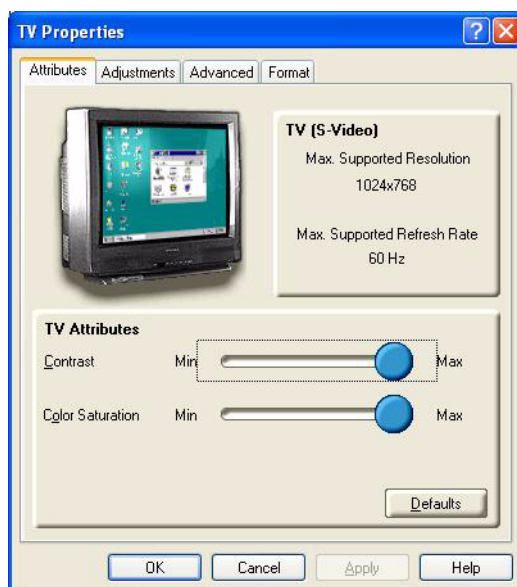 TV Properties
Attributes Adjustments Advanced Format
TV (S-Video)
Max. Supported Resolution
1024x768
Max. Supported Refresh Rate
60 Hz
TV Attributes
Contrast Min Max
Color Saturation Min Max
Defaults
OK Cancel Apply Help